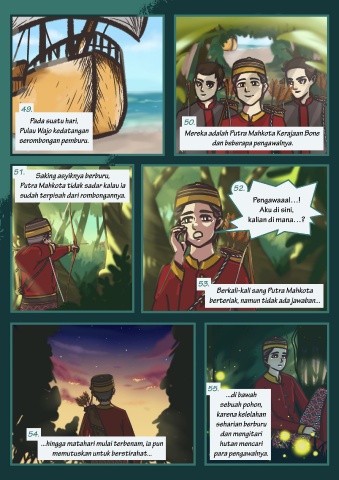 49.
Pada suatu hari,
Pulau Wajo kedatangan
serombongan pemburu.
50.
Mereka adalah Putra Mahkota Kerajaan Bone
dan beberapa pengawalnya.
51.
Saking asyiknya berburu,
Putra Mahkota tidak sadar kalau ia
sudah terpisah dari rombongannya.
52.
Pengawaaal...!
Aku di sini,
kalian di mana...?
53.
Berkali-kali sang Putra Mahkota
berteriak, namun tidak ada jawaban...
54.
...hingga matahari mulai terbenam, ia pun
memutuskan untuk berstirahat...
55.
...di bawah
sebuah pohon,
karena kelelahan
seharian berburu
dan mengitari
hutan mencari
para pengawalnya.